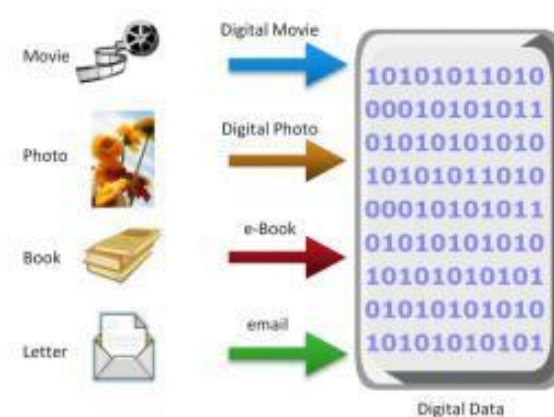 Movie
Digital Movie
Photo
Digital Photo
Book
e-Book
Letter
email
10101011010
00010101011
01010101010
10101011010
00010101011
01010101010
10101010101
01010101010
10101010101
Digital Data